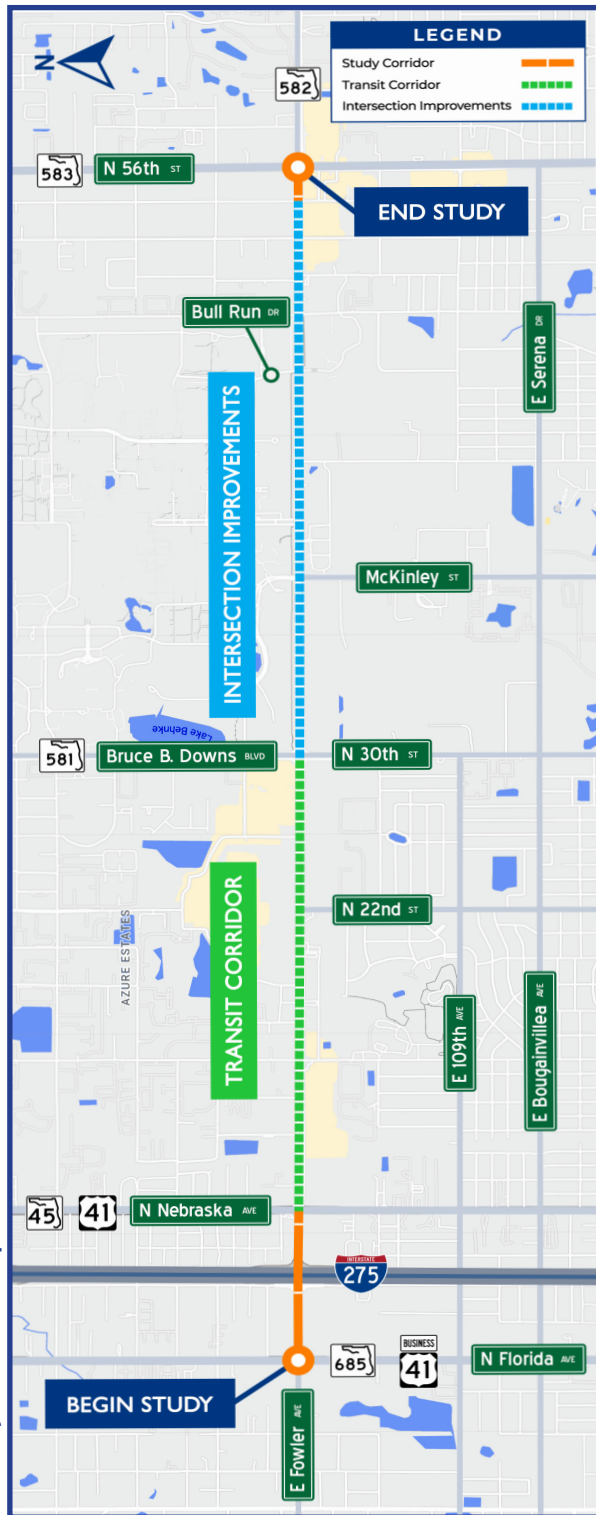 LEGEND
Study Corridor
Transit Corridor
Intersection Improvements
N
582
583
N 56th ST
END STUDY
Bull Run DR
E Serena DR
INTERSECTION IMPROVEMENTS
McKinley ST
Lake Behnke
581
Bruce B. Downs BLVD
N 30th ST
TRANSIT CORRIDOR
N 22nd ST
AZURE ESTATES
E 109th AVE
E Bougainvillea AVE
45
41
N Nebraska AVE
INTERSTATE
275
685
BUSINESS
41
N Florida AVE
BEGIN STUDY
E Fowler AVE